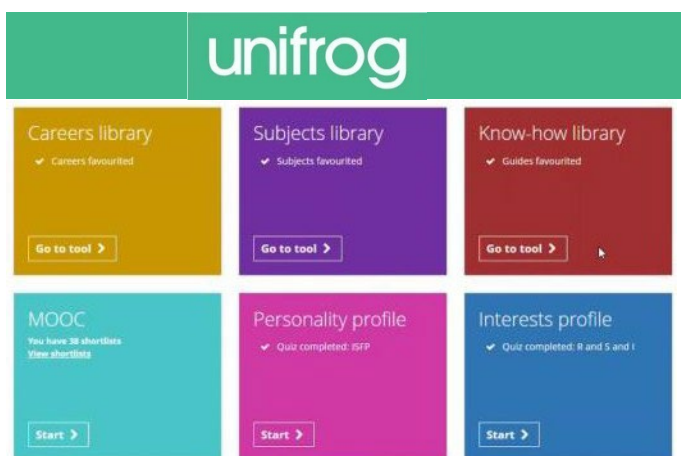 unifrog
Careers library
✔ Careers favourited
Go to tool ❯
Subjects library
✔ Subjects favourited
Go to tool ❯
Know-how library
✔ Guides favourited
Go to tool ❯
MOOC
You have 38 shortlists
View shortlists
Start ❯
Personality profile
✔ Quiz completed: ISFP
Start ❯
Interests profile
✔ Quiz completed: R and S and I
Start ❯